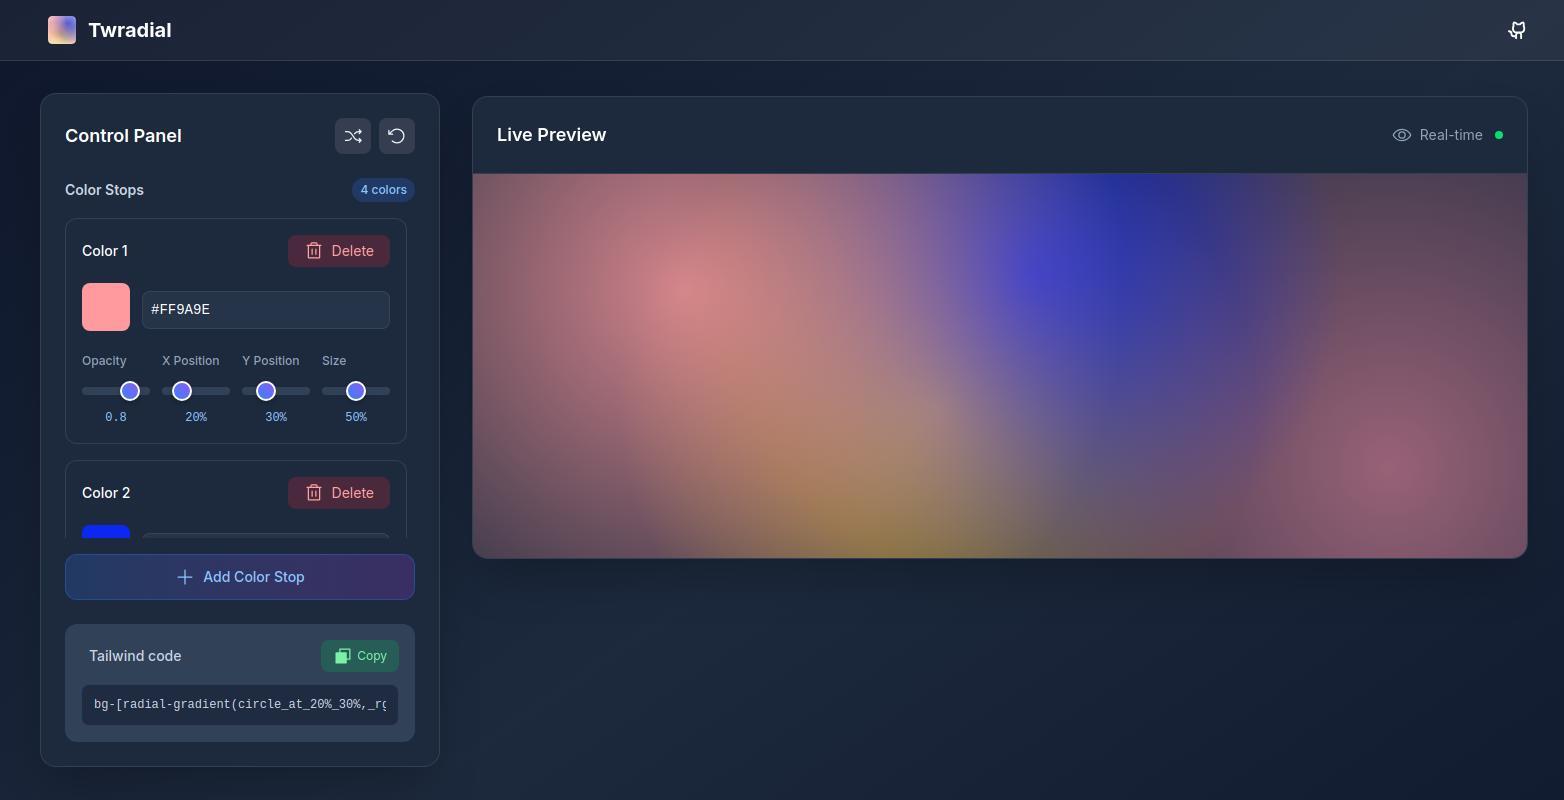 Twradial
Control Panel
Color Stops
4 colors
Color 1
Delete
#FF9A9E
Opacity X Position Y Position Size
0.8 20% 30% 50%
Color 2
Delete
Add Color Stop
Tailwind code
Copy
bg-[radial-gradient(circle_at_20%_30%,_rg
Live Preview
Real-time